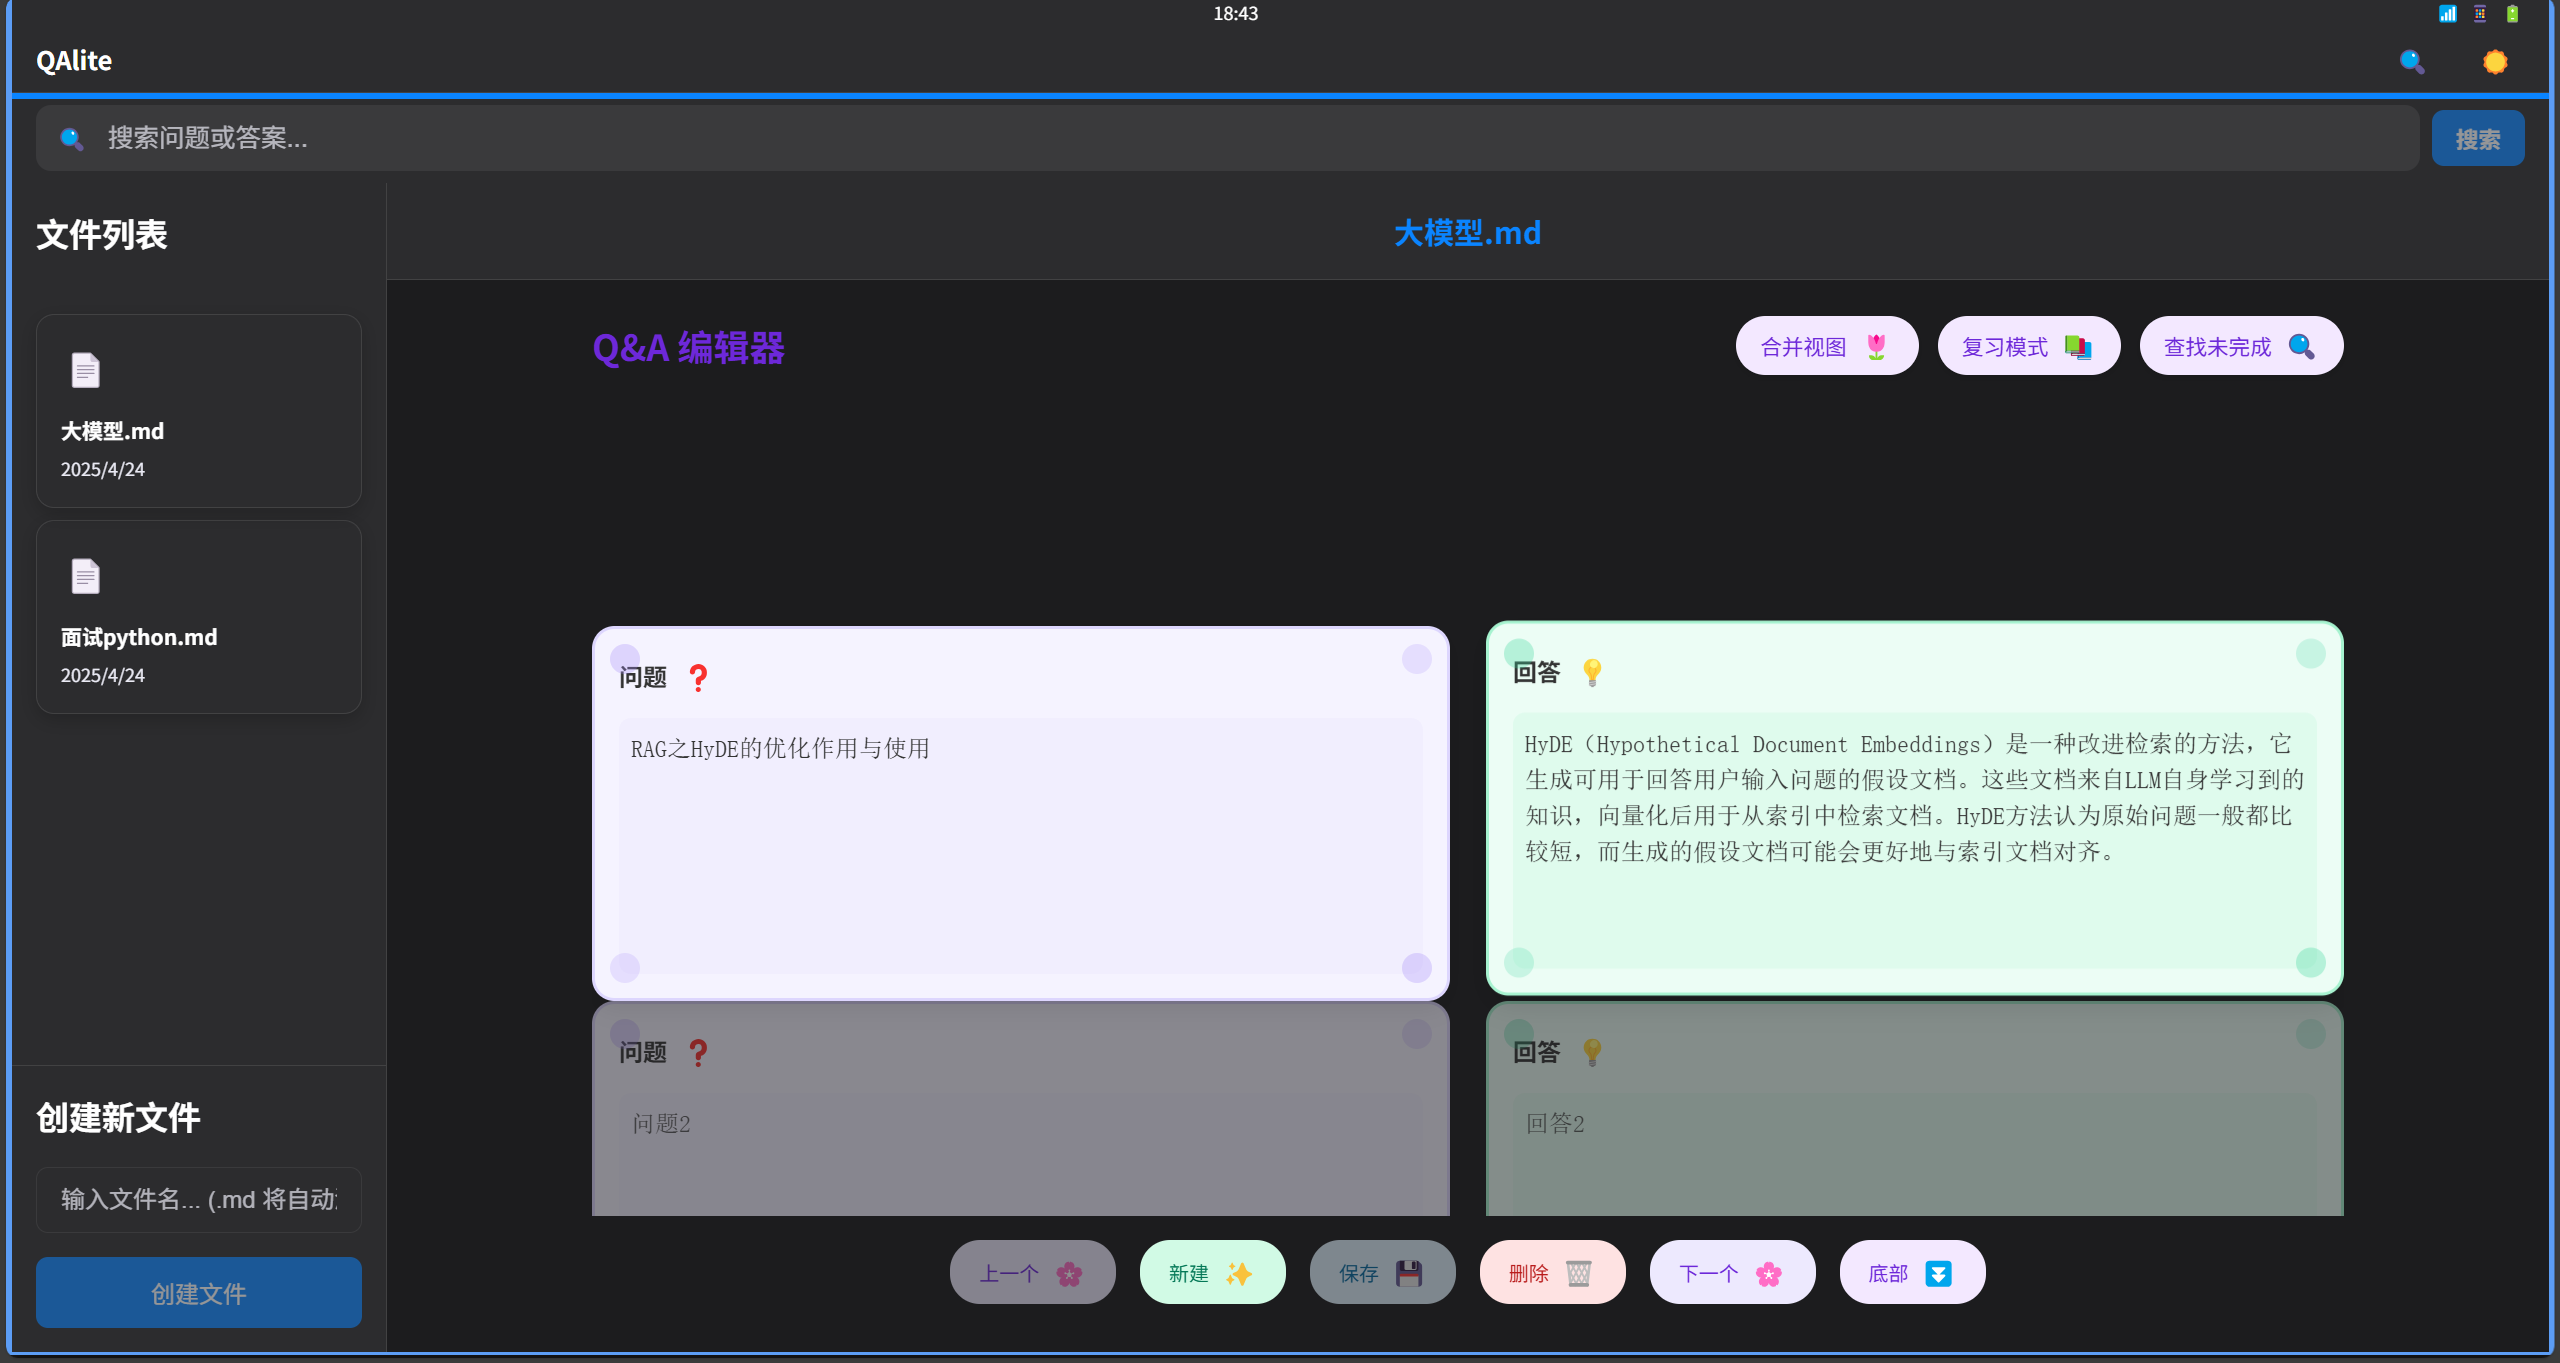 18:43
QAlite
搜索问题或答案...
搜索
文件列表
大模型.md
2025/4/24
面试python.md
2025/4/24
创建新文件
输入文件名... (.md 将自动
创建文件
大模型.md
Q&A 编辑器
合并视图
复习模式
查找未完成
问题
RAG之HyDE的优化作用与使用
回答
HyDE（Hypothetical Document Embeddings）是一种改进检索的方法，它
生成可用于回答用户输入问题的假设文档。这些文档来自LLM自身学习到的
知识，向量化后用于从索引中检索文档。HyDE方法认为原始问题一般都比
较短，而生成的假设文档可能会更好地与索引文档对齐。
问题
问题2
回答
回答2
上一个
新建
保存
删除
下一个
底部